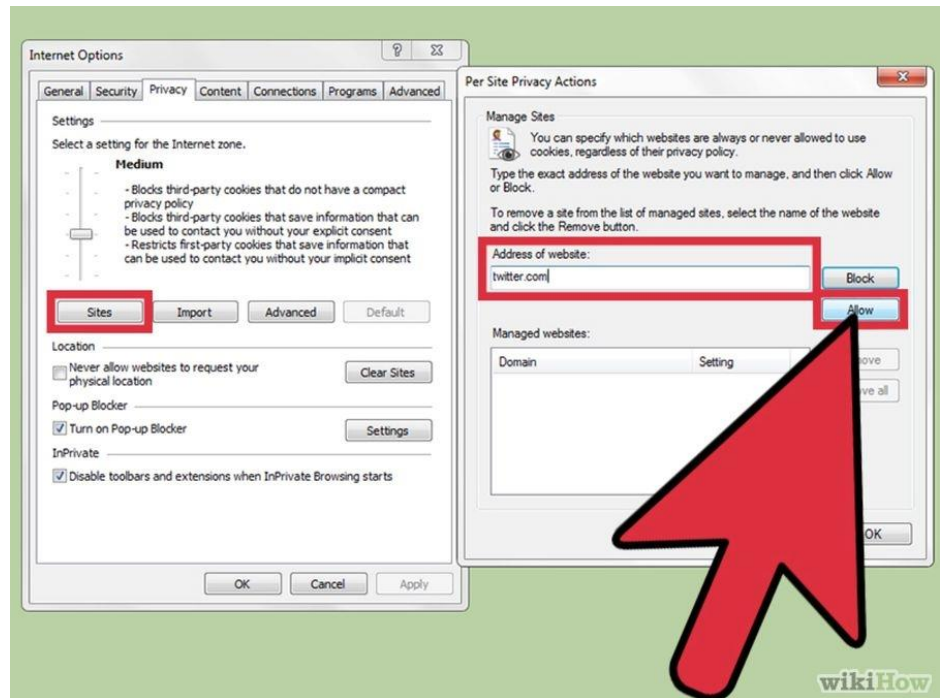 Internet Options
General Security Privacy Content Connections Programs Advanced
Settings
Select a setting for the Internet zone.
Medium
- Blocks third-party cookies that do not have a compact
privacy policy
- Blocks third-party cookies that save information that can
be used to contact you without your explicit consent
- Restricts first-party cookies that save information that
can be used to contact you without your implicit consent
Sites Import Advanced Default
Location
Never allow websites to request your
physical location
Clear Sites
Pop-up Blocker
Turn on Pop-up Blocker
Settings
InPrivate
Disable toolbars and extensions when InPrivate Browsing starts
OK Cancel Apply
Per Site Privacy Actions
Manage Sites
You can specify which websites are always or never allowed to use
cookies, regardless of their privacy policy.
Type the exact address of the website you want to manage, and then click Allow
or Block.
To remove a site from the list of managed sites, select the name of the website
and click the Remove button.
Address of website:
twitter.com
Block
Allow
Managed websites:
Domain Setting
OK
wikiHow